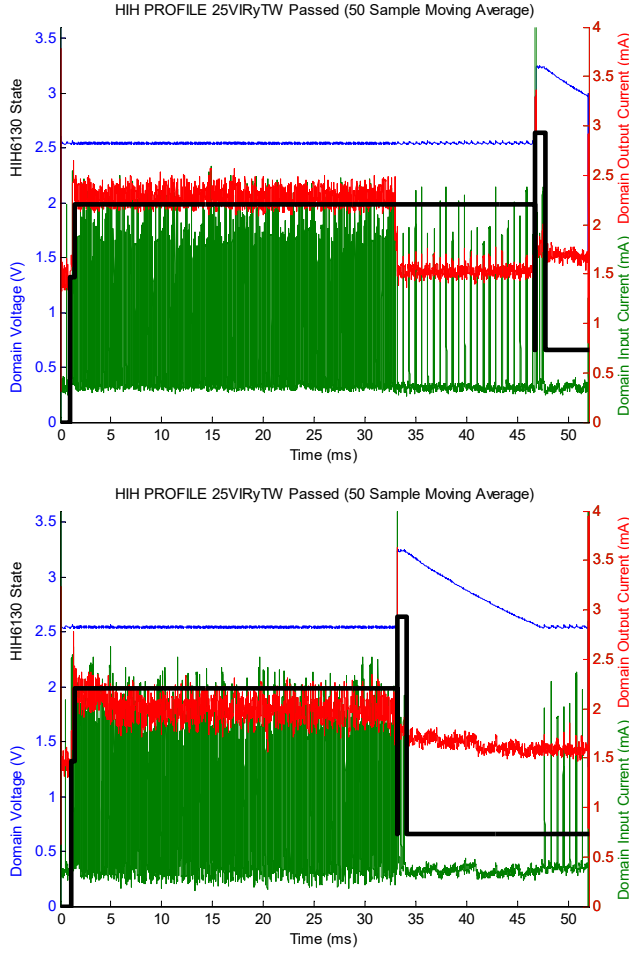 HIH PROFILE 25VIRyTW Passed (50 Sample Moving Average)
3.5
3
2.5
2
1.5
1
0.5
0
HIH6130 State
Domain Voltage (V)
4
3.5
3
2.5
2
1.5
1
0.5
0
Domain Output Current (mA)
Domain Input Current (mA)
0 5 10 15 20 25 30 35 40 45 50
Time (ms)
HIH PROFILE 25VIRyTW Passed (50 Sample Moving Average)
3.5
3
2.5
2
1.5
1
0.5
0
HIH6130 State
Domain Voltage (V)
4
3.5
3
2.5
2
1.5
1
0.5
0
Domain Output Current (mA)
Domain Input Current (mA)
0 5 10 15 20 25 30 35 40 45 50
Time (ms)